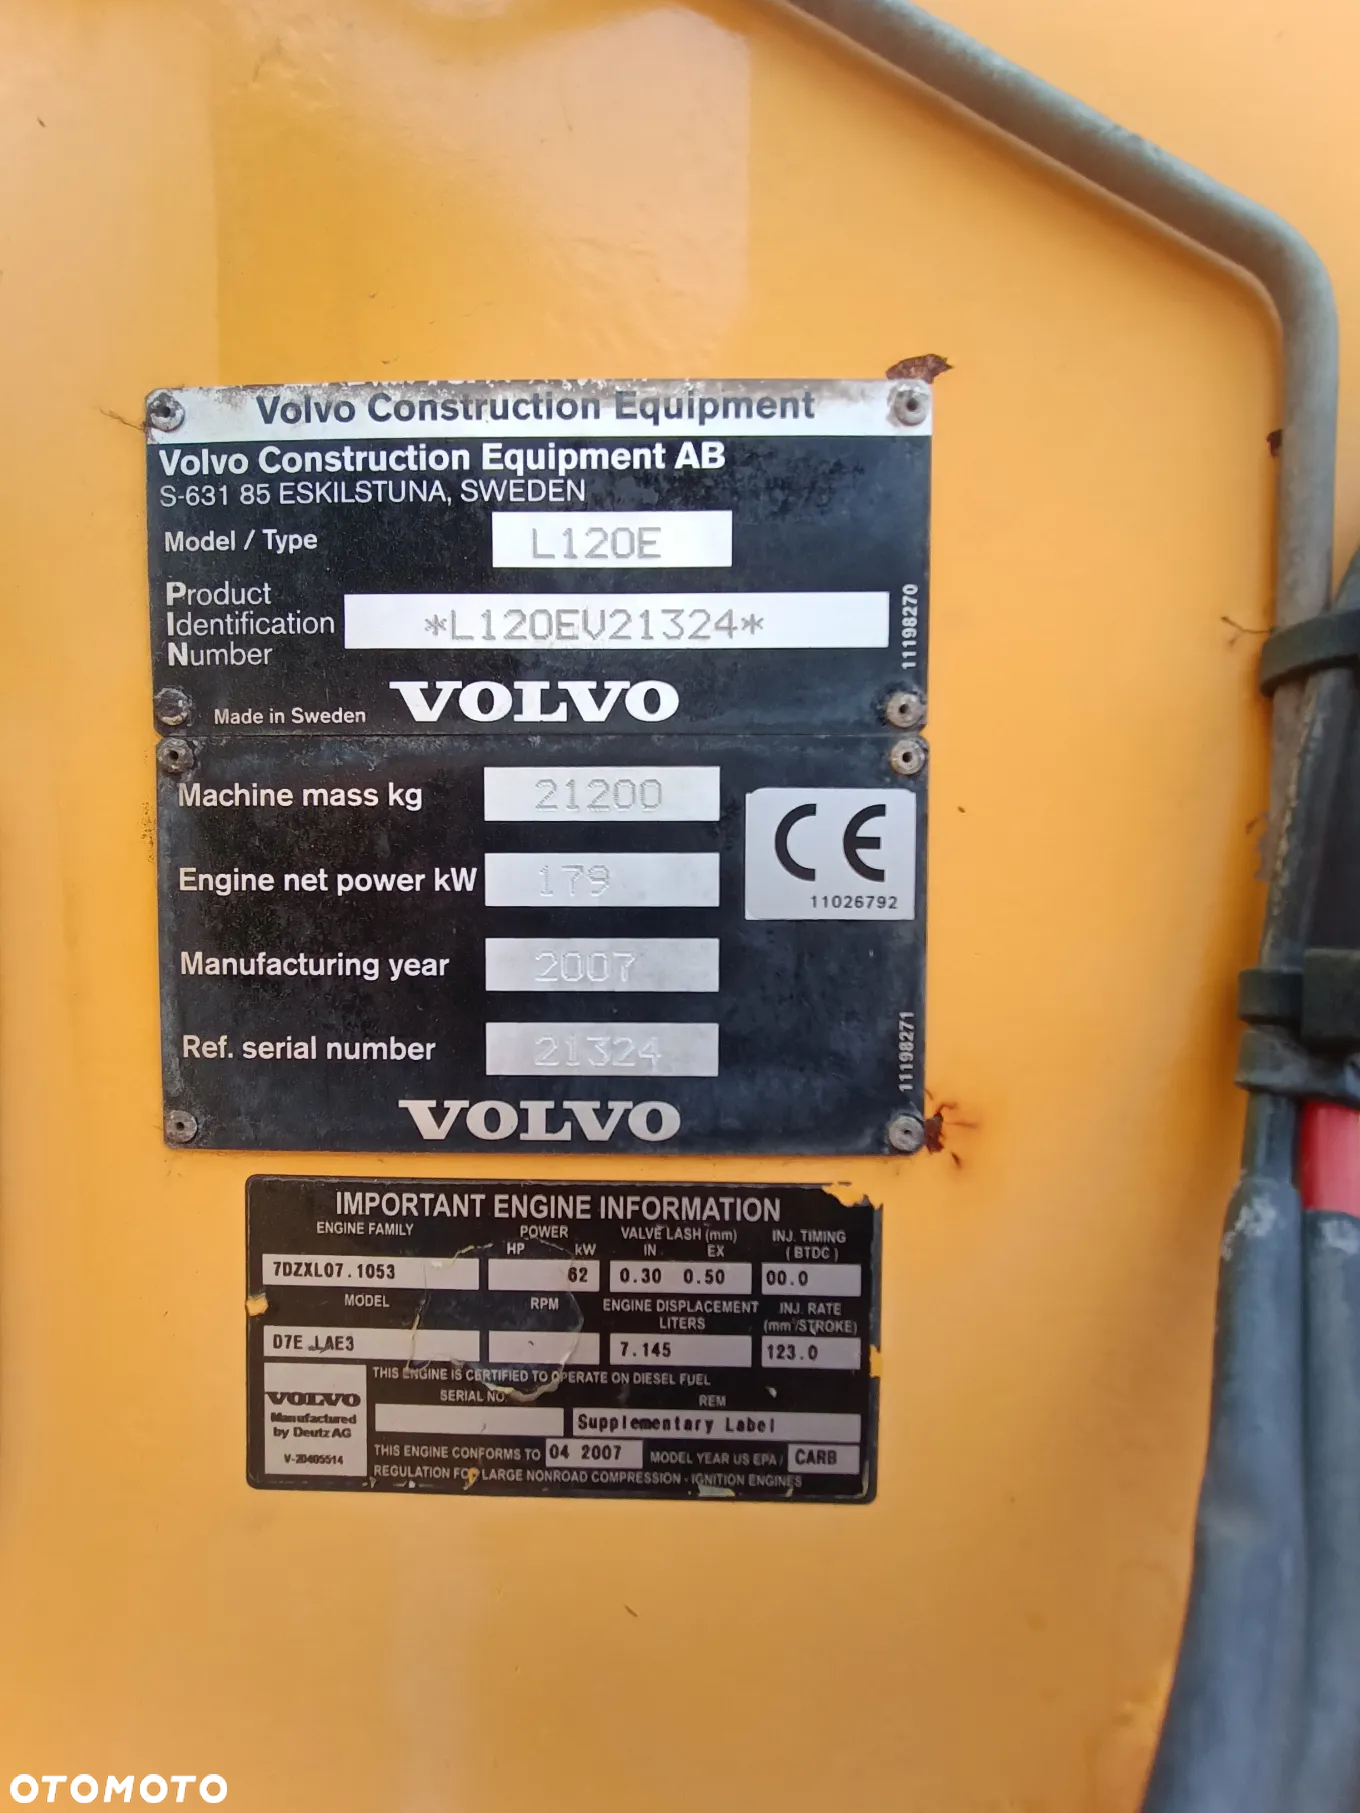 Volvo Construction Equipment
Volvo Construction Equipment AB
S-631 85 ESKILSTUNA, SWEDEN
Model / Type L120E
Product
Identification *L120EV21324*
Number
11198270
Made in Sweden VOLVO
Machine mass kg 21200
CE
11026792
Engine net power kW 179
Manufacturing year 2007
Ref. serial number 21324
11198271
VOLVO
IMPORTANT ENGINE INFORMATION
ENGINE FAMILY POWER VALVE LASH (mm) INJ. TIMING
HP kW IN EX (BTDC)
7DZXL07.1053 62 0.30 0.50 00.0
MODEL RPM ENGINE DISPLACEMENT INJ. RATE
LITERS (mm /STROKE)
D7E LAE3 7.145 123.0
THIS ENGINE IS CERTIFIED TO OPERATE ON DIESEL FUEL
SERIAL NO. REM
VOLVO
Manufactured
by Deutz AG
V-20405514
Supplementary Label
THIS ENGINE CONFORMS TO 04 2007 MODEL YEAR US EPA / CARB
REGULATION FOR LARGE NONROAD COMPRESSION - IGNITION ENGINES
OTOMOTO